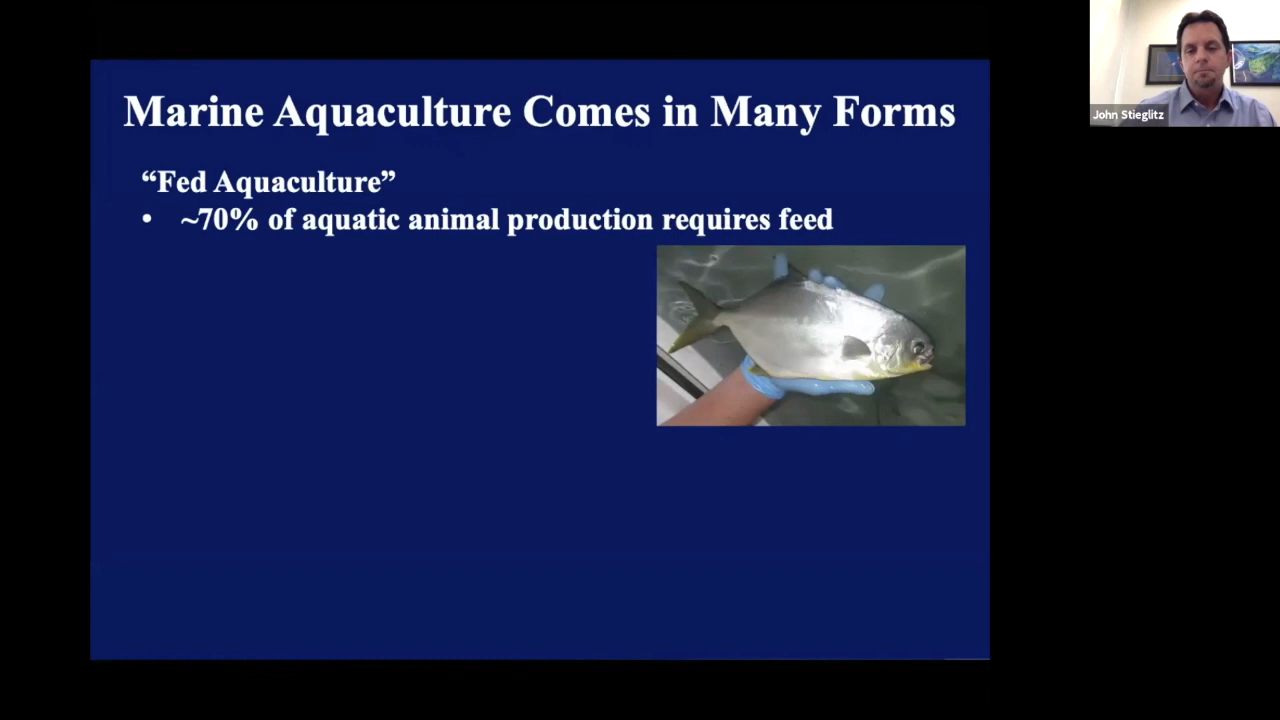 Marine Aquaculture Comes in Many Forms
“Fed Aquaculture”
• ~70% of aquatic animal production requires feed
John Stieglitz